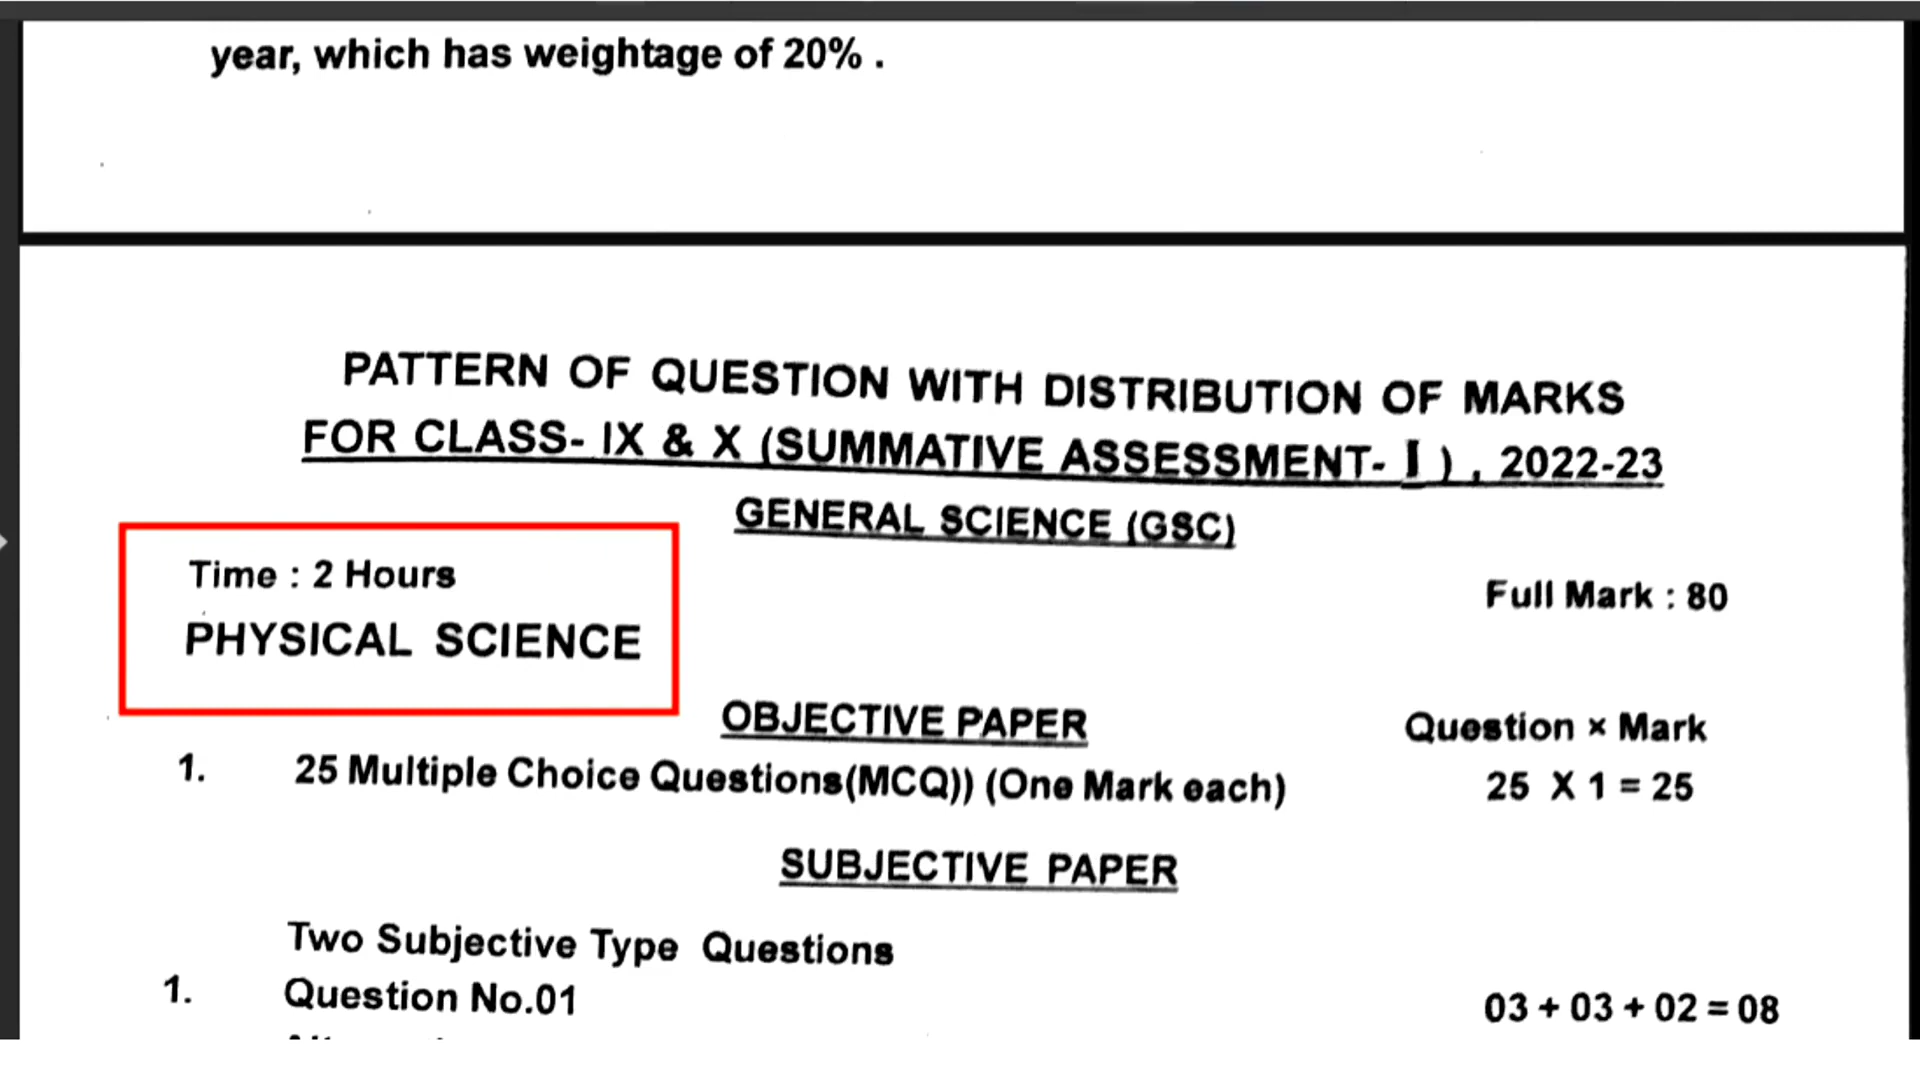 year, which has weightage of 20% .
PATTERN OF QUESTION WITH DISTRIBUTION OF MARKS
FOR CLASS- IX & X (SUMMATIVE ASSESSMENT- I ) , 2022-23
GENERAL SCIENCE (GSC)
Time : 2 Hours
Full Mark : 80
PHYSICAL SCIENCE
OBJECTIVE PAPER
Question × Mark
1. 25 Multiple Choice Questions(MCQ)) (One Mark each) 25 X 1 = 25
SUBJECTIVE PAPER
Two Subjective Type Questions
1. Question No.01 03 + 03 + 02 = 08